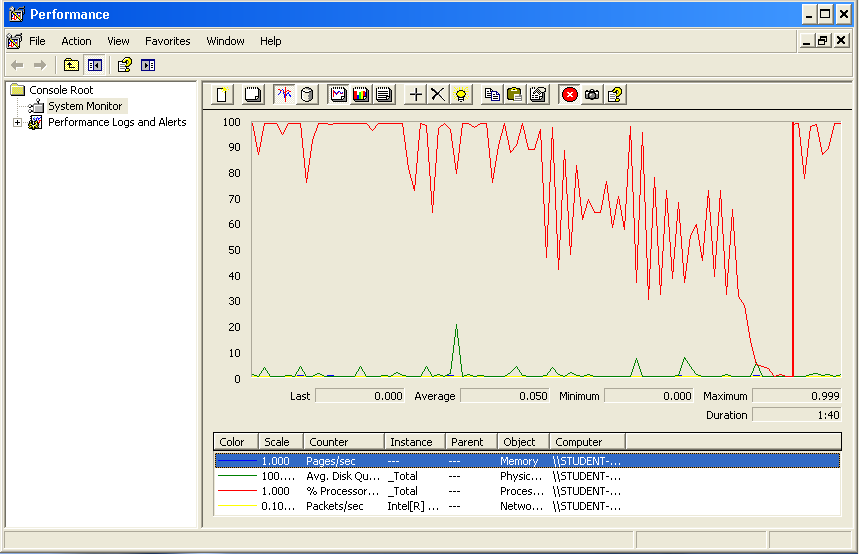 Performance
File Action View Favorites Window Help
Console Root
System Monitor
Performance Logs and Alerts
100
90
80
70
60
50
40
30
20
10
0
Last 0.000 Average 0.050 Minimum 0.000 Maximum 0.999
Duration 1:40
Color Scale Counter Instance Parent Object Computer
1.000 Pages/sec --- --- Memory \\STUDENT-...
100.... Avg. Disk Qu... _Total --- Physic... \\STUDENT-...
1.000 % Processor... _Total --- Proces... \\STUDENT-...
0.10... Packets/sec Intel[R] ... --- Netwo... \\STUDENT-...